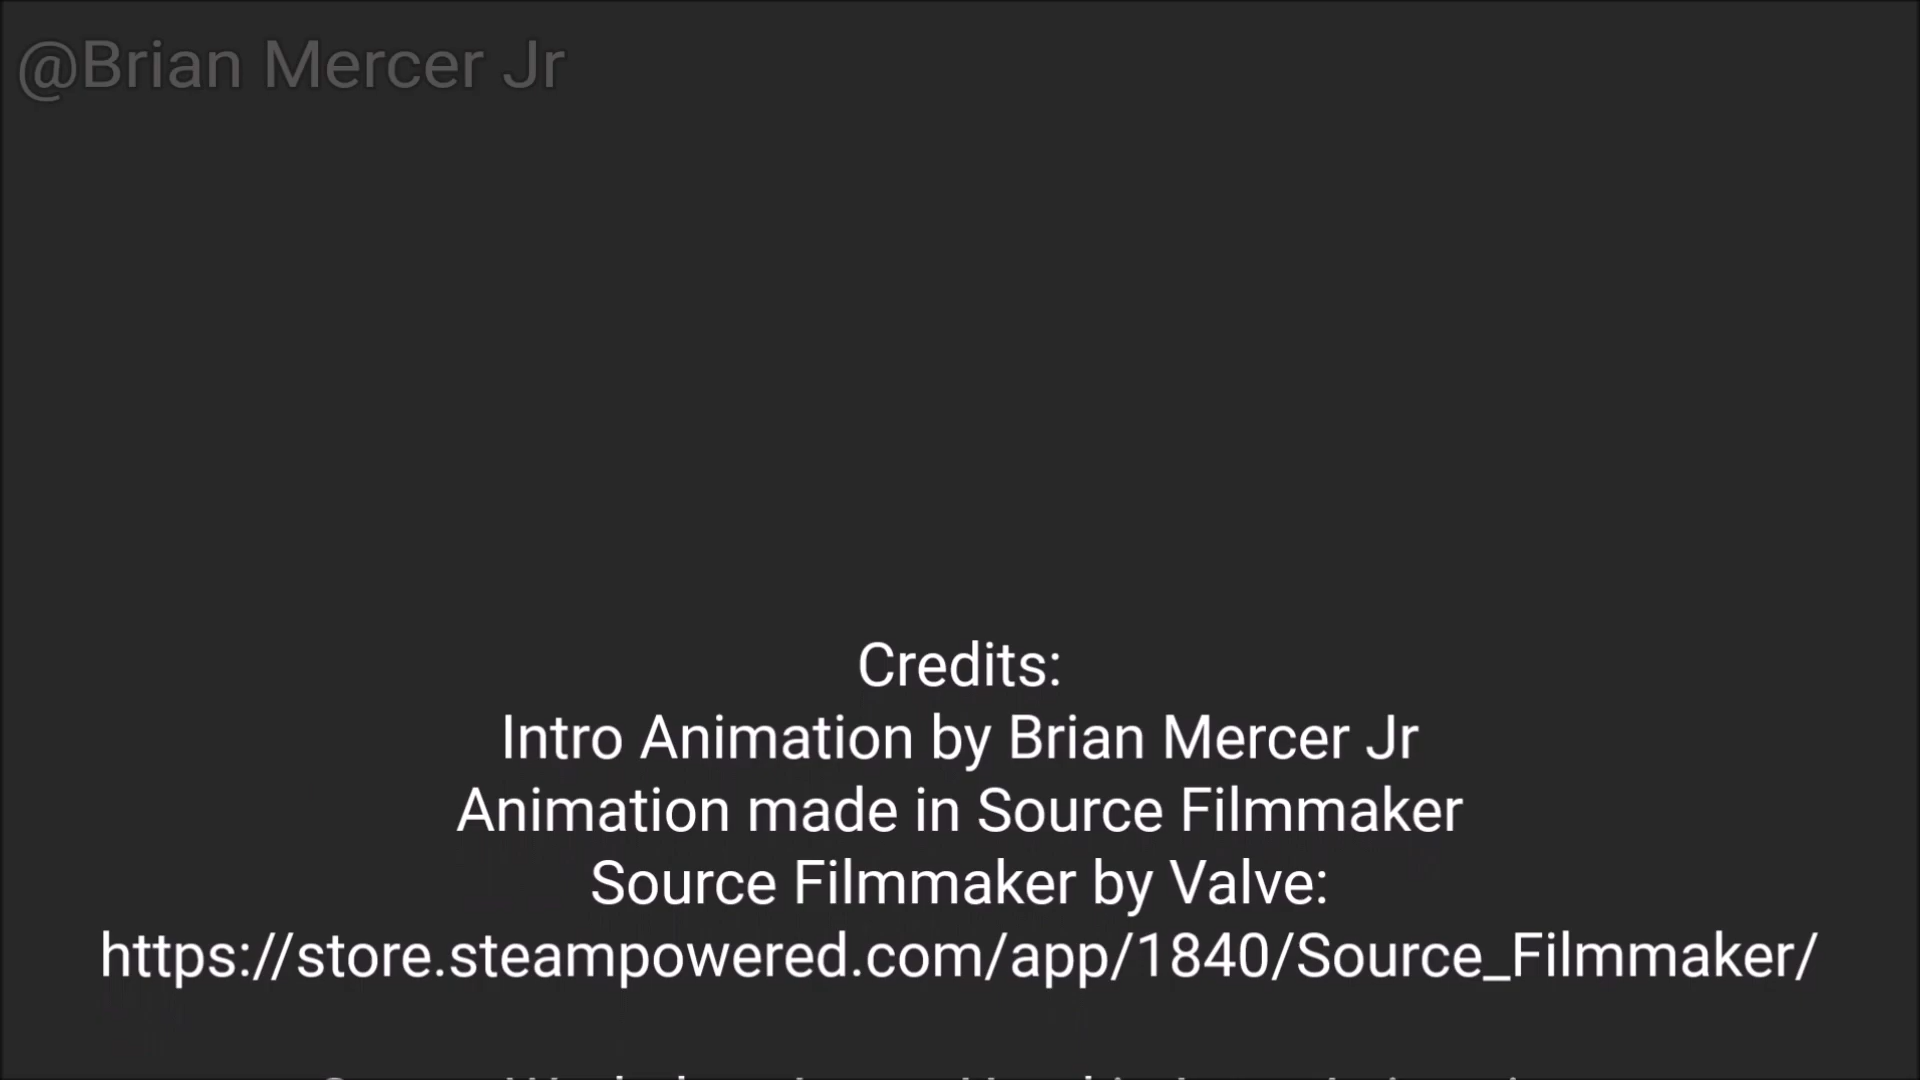 @Brian Mercer Jr
Credits:
Intro Animation by Brian Mercer Jr
Animation made in Source Filmmaker
Source Filmmaker by Valve:
https://store.steampowered.com/app/1840/Source_Filmmaker/